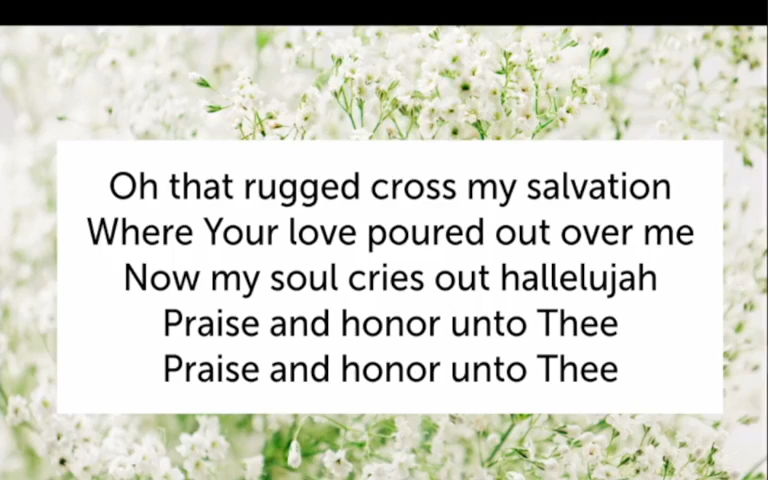 Oh that rugged cross my salvation
Where Your love poured out over me
Now my soul cries out hallelujah
Praise and honor unto Thee
Praise and honor unto Thee